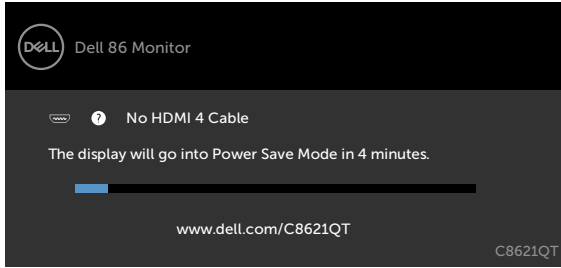 DELL Dell 86 Monitor
? No HDMI 4 Cable
The display will go into Power Save Mode in 4 minutes.
www.dell.com/C8621QT
C8621QT